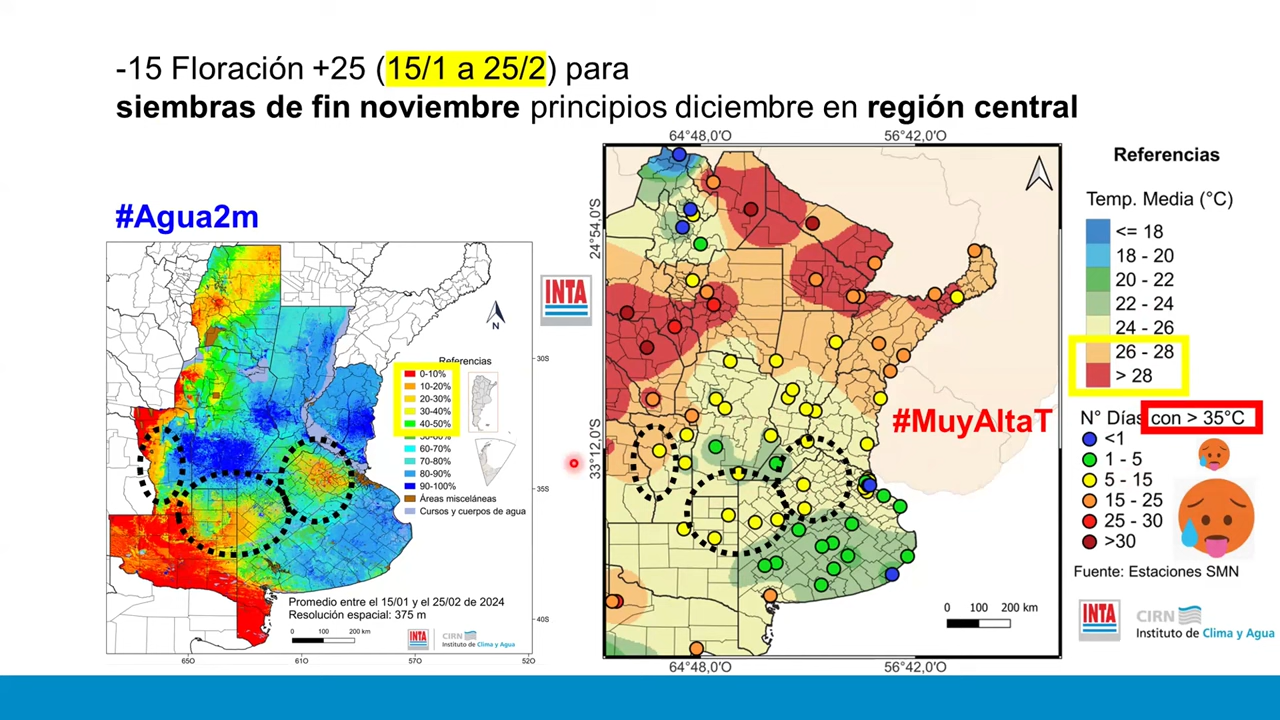 -15 Floración +25 (15/1 a 25/2) para
siembras de fin noviembre principios diciembre en región central
#Agua2m
N
30S
35S
40S
Referencias
0-10%
10-20%
20-30%
30-40%
40-50%
50-60%
60-70%
70-80%
80-90%
90-100%
Áreas misceláneas
Cursos y cuerpos de agua
Promedio entre el 15/01 y el 25/02 de 2024
Resolución espacial: 375 m
0 100 200 km
INTA
CIRN
Instituto de Clima y Agua
650 610 570 520
INTA
64°48,0'O 56°42,0'O
24°54,0'S
33°12,0'S
#MuyAltaT
0 100 200 km
64°48,0'O 56°42,0'O
Referencias
Temp. Media (°C)
<= 18
18 - 20
20 - 22
22 - 24
24 - 26
26 - 28
> 28
N° Días con > 35°C
<1
1 - 5
5 - 15
15 - 25
25 - 30
>30
Fuente: Estaciones SMN
INTA
CIRN
Instituto de Clima y Agua